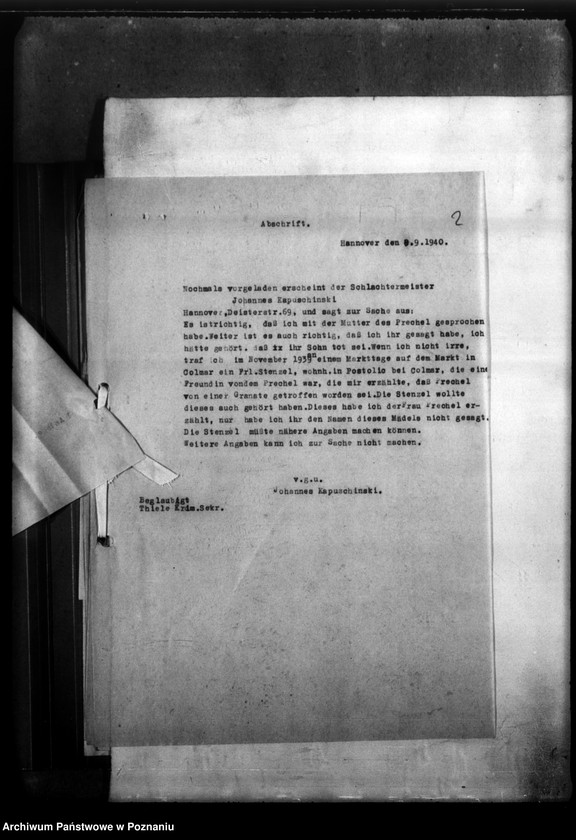 2
Abschrift.
Hannover den .9.1940.
Nochmals vorgeladen erscheint der Schlachtermeister
Johannes Kapuschinski
Hannover,Deisterstr.69, und sagt zur Sache aus:
Es istrichtig, daß ich mit der Mutter des Prechel gesprochen
habe.Weiter ist es auch richtig, daß ich ihr gesagt habe, ich
hätte gehört, daß ix ihr Sohn tot sei.Wenn ich nicht irre,
traf ich im November 1939 an einem Markttage auf dem Markt in
Colmar ein Frl.Stenzel, wohnh.in Postolic bei Colmar, die eine
Freundin vondem Prechel war, die mir erzählte, daß Prechel
von einer Granate getroffen worden sei.Die Stenzel wollte
dieses auch gehört haben.Dieses habe ich derFrau Prechel er-
zählt, nur habe ich ihr den Namen dieses Mädels nicht gesagt.
Die Stenzel müßte nähere Angaben machen können.
Weitere Angaben kann ich zur Sache nicht machen.
v.g.u.
Johannes Kapuschinski.
Beglaubigt
Thiele Krim.Sekr.
Archiwum Państwowe w Poznaniu